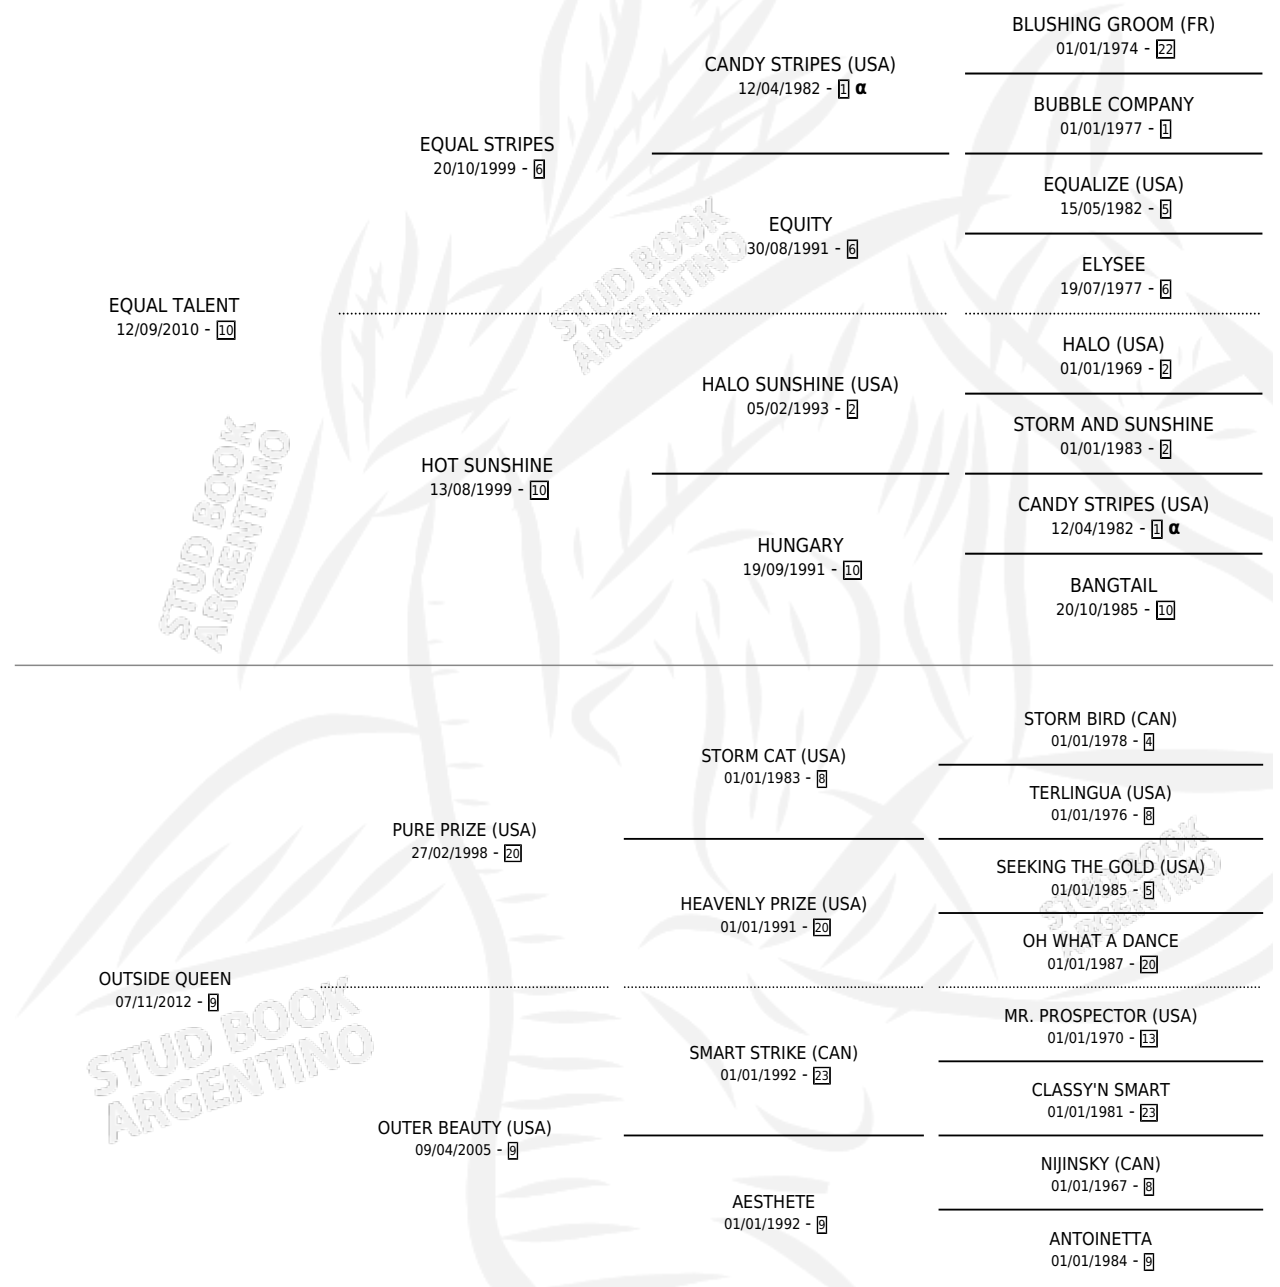 BLUSHING GROOM (FR)
01/01/1974 - 22
CANDY STRIPES (USA)
12/04/1982 - 1 α
BUBBLE COMPANY
01/01/1977 - 1
EQUAL STRIPES
20/10/1999 - 6
EQUALIZE (USA)
15/05/1982 - 5
EQUITY
30/08/1991 - 6
ELYSEE
19/07/1977 - 6
EQUAL TALENT
12/09/2010 - 10
HALO (USA)
01/01/1969 - 2
HALO SUNSHINE (USA)
05/02/1993 - 2
STORM AND SUNSHINE
01/01/1983 - 2
HOT SUNSHINE
13/08/1999 - 10
CANDY STRIPES (USA)
12/04/1982 - 1 α
HUNGARY
19/09/1991 - 10
BANGTAIL
20/10/1985 - 10
STORM BIRD (CAN)
01/01/1978 - 4
STORM CAT (USA)
01/01/1983 - 8
TERLINGUA (USA)
01/01/1976 - 8
PURE PRIZE (USA)
27/02/1998 - 20
SEEKING THE GOLD (USA)
01/01/1985 - 5
HEAVENLY PRIZE (USA)
01/01/1991 - 20
OH WHAT A DANCE
01/01/1987 - 20
OUTSIDE QUEEN
07/11/2012 - 9
MR. PROSPECTOR (USA)
01/01/1970 - 13
SMART STRIKE (CAN)
01/01/1992 - 23
CLASSY'N SMART
01/01/1981 - 23
OUTER BEAUTY (USA)
09/04/2005 - 9
NIJINSKY (CAN)
01/01/1967 - 8
AESTHETE
01/01/1992 - 9
ANTOINETTA
01/01/1984 - 9
STUD BOOK
ARGENTINO
STUD BOOK
ARGENTINO
STUD BOOK
ARGENTINO
STUD BOOK
ARGENTINO